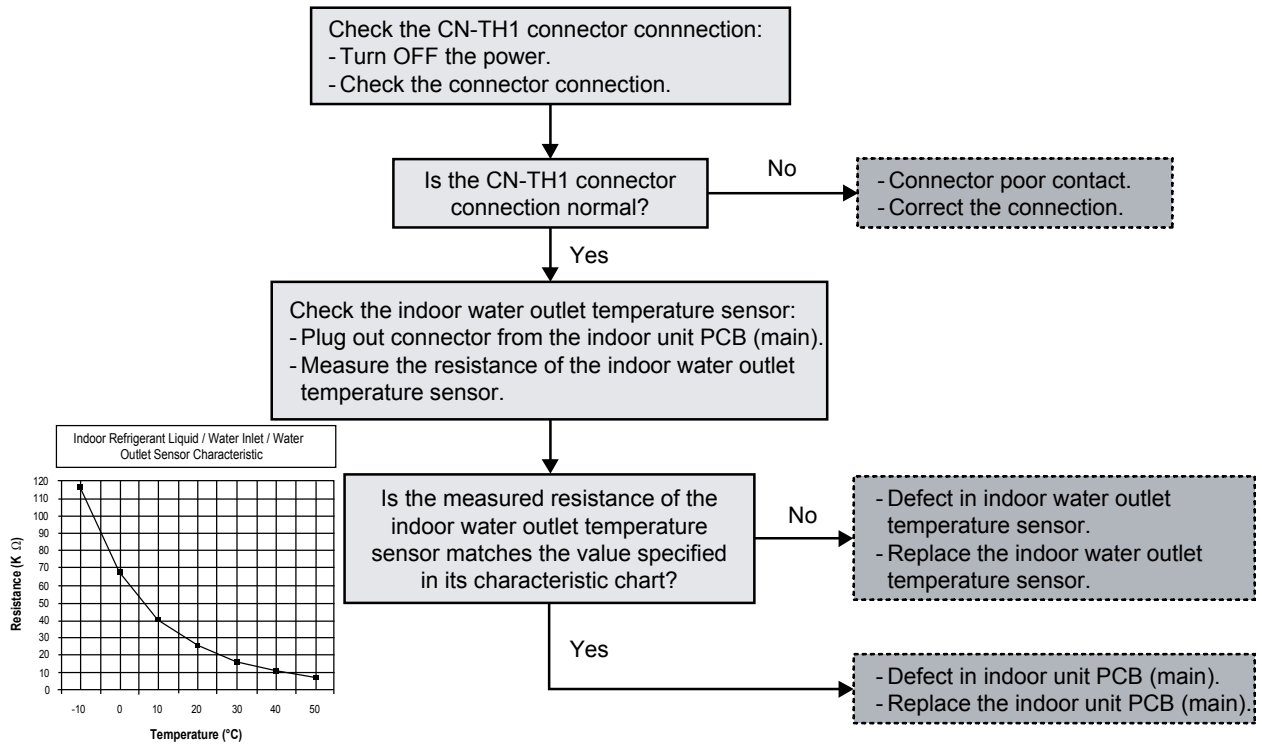 Check the CN-TH1 connector connnection:
- Turn OFF the power.
- Check the connector connection.
Is the CN-TH1 connector
connection normal?
No
- Connector poor contact.
- Correct the connection.
Yes
Check the indoor water outlet temperature sensor:
- Plug out connector from the indoor unit PCB (main).
- Measure the resistance of the indoor water outlet
temperature sensor.
Indoor Refrigerant Liquid / Water Inlet / Water
Outlet Sensor Characteristic
120
110
100
90
80
70
60
50
40
30
20
10
0
Resistance (K Ω)
-10 0 10 20 30 40 50
Temperature (°C)
Is the measured resistance of the
indoor water outlet temperature
sensor matches the value specified
in its characteristic chart?
No
- Defect in indoor water outlet
temperature sensor.
- Replace the indoor water outlet
temperature sensor.
Yes
- Defect in indoor unit PCB (main).
- Replace the indoor unit PCB (main).